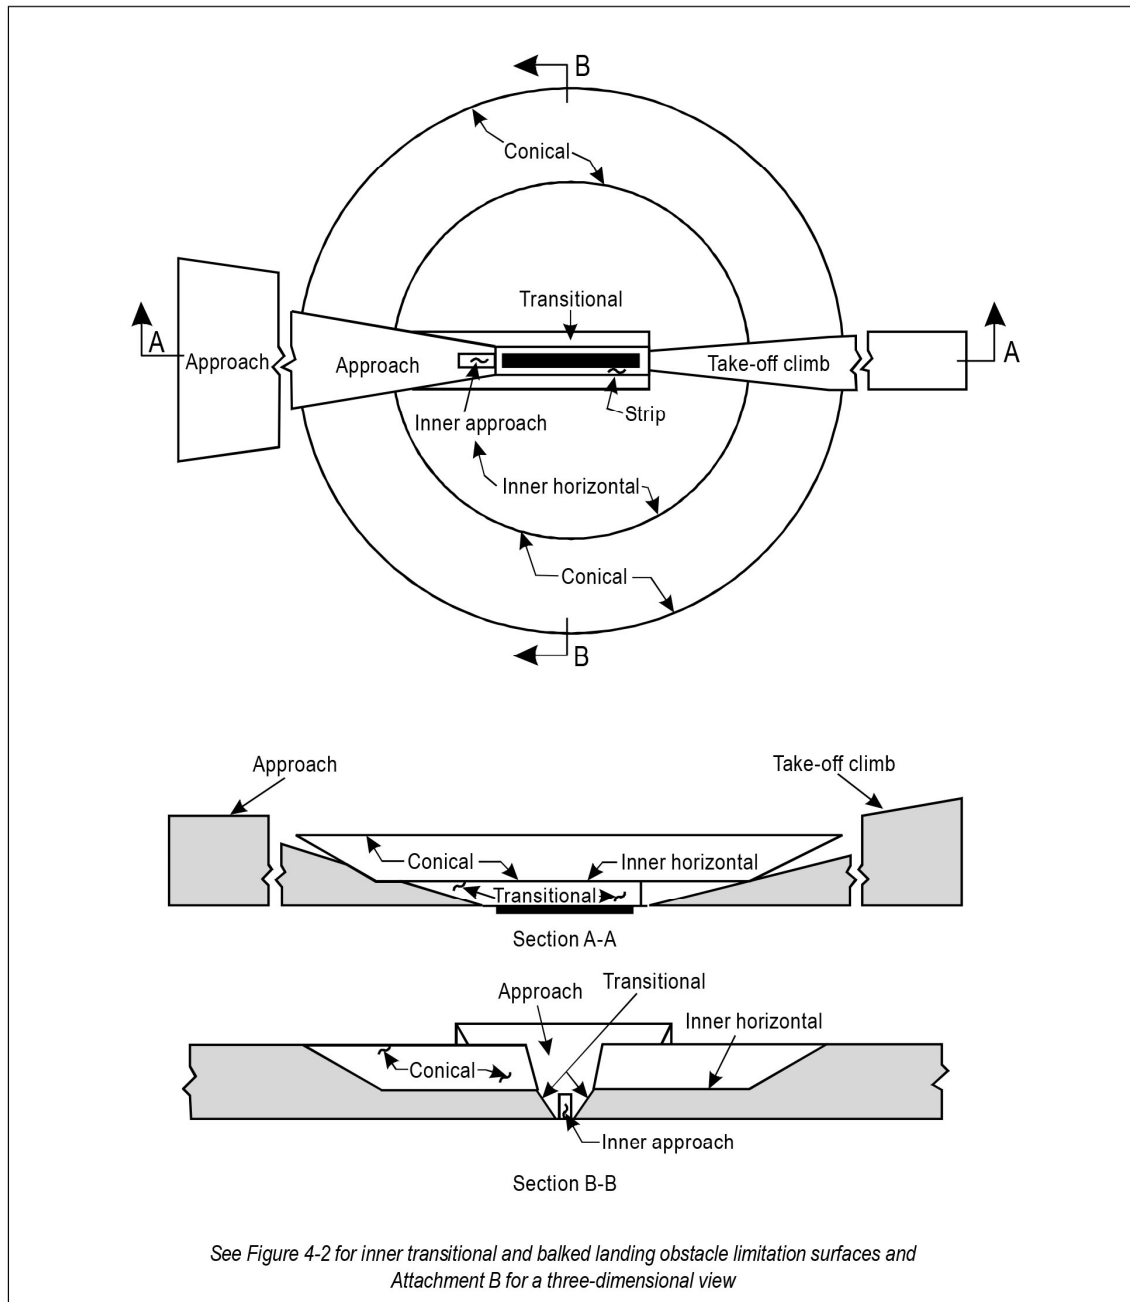 B
Conical
Transitional
A
Approach
Approach
Take-off climb
A
Inner approach
Strip
Inner horizontal
Conical
B
Approach
Take-off climb
Conical
Inner horizontal
Transitional
Section A-A
Transitional
Approach
Inner horizontal
Conical
Inner approach
Section B-B
See Figure 4-2 for inner transitional and balked landing obstacle limitation surfaces and
Attachment B for a three-dimensional view